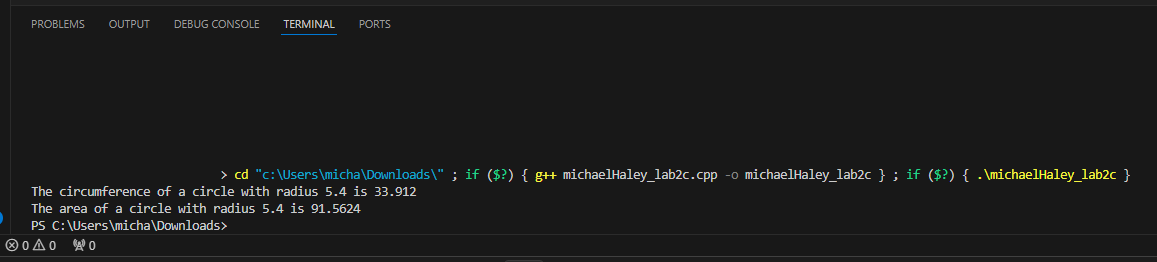 PROBLEMS OUTPUT DEBUG CONSOLE TERMINAL PORTS
> cd "c:\Users\micha\Downloads\" ; if ($?) { g++ michaelHaley_lab2c.cpp -o michaelHaley_lab2c } ; if ($?) { .\michaelHaley_lab2c }
The circumference of a circle with radius 5.4 is 33.912
The area of a circle with radius 5.4 is 91.5624
PS C:\Users\micha\Downloads>
0 0 0